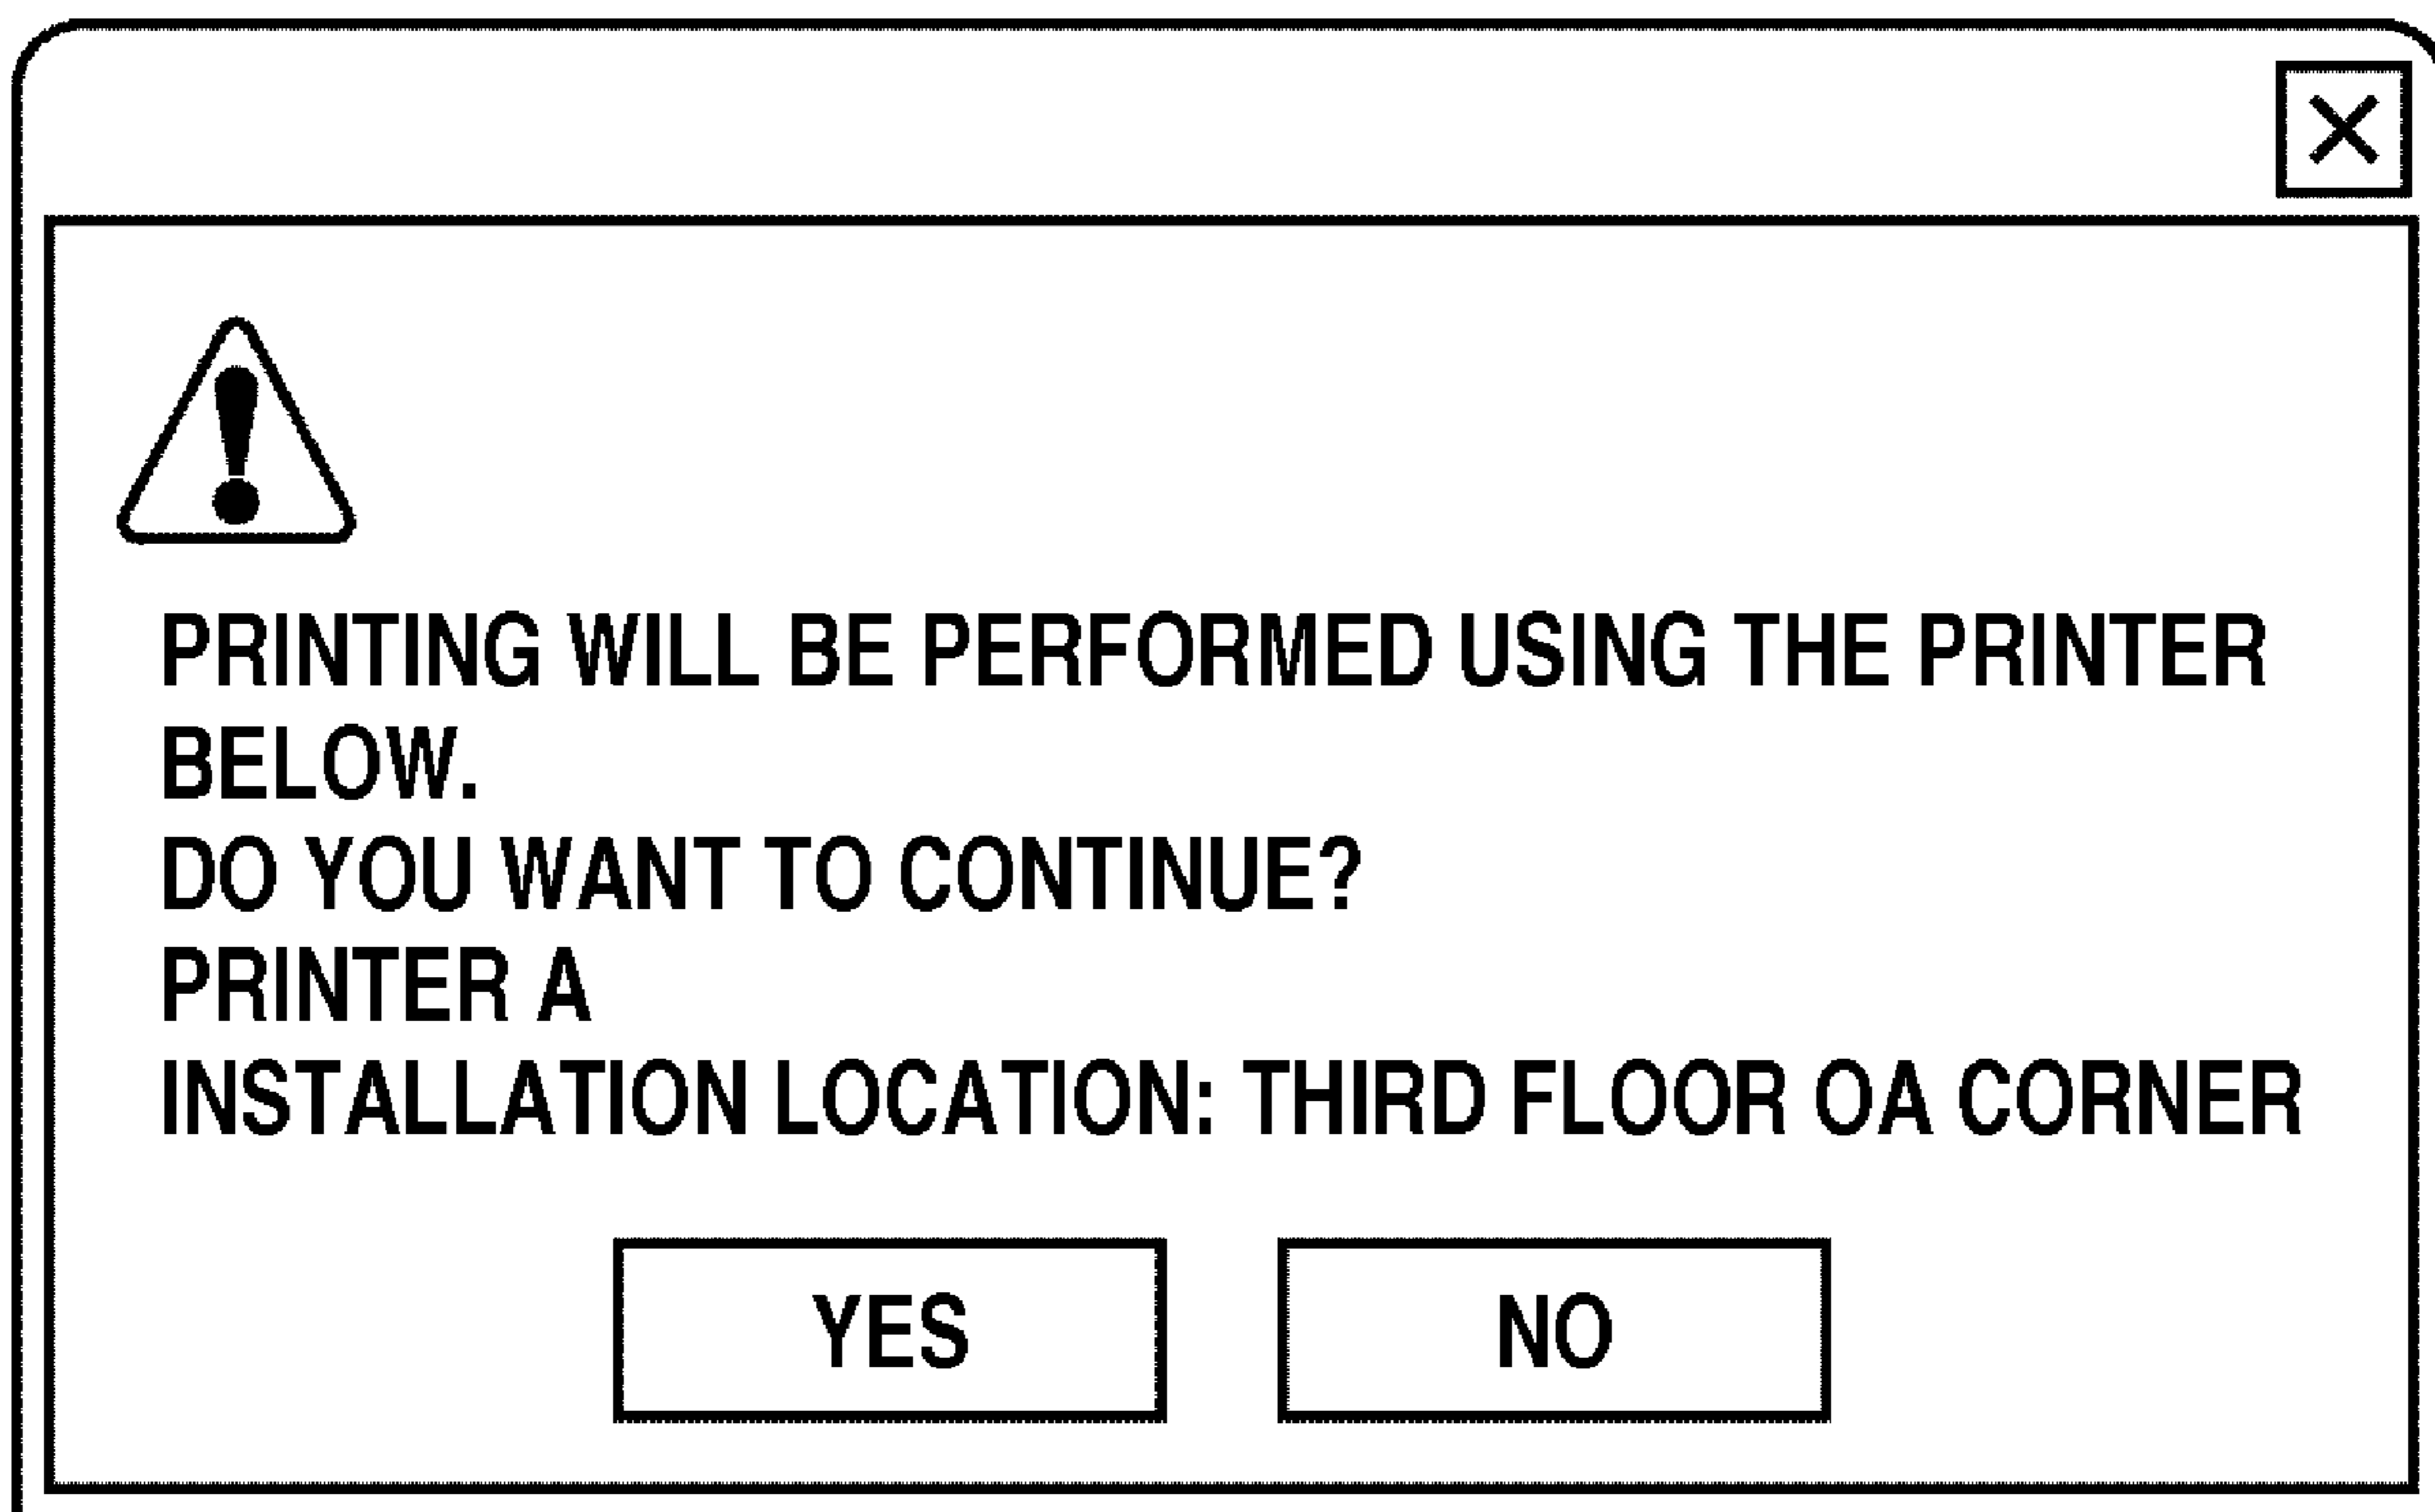 PRINTING WILL BE PERFORMED USING THE PRINTER
BELOW.
DO YOU WANT TO CONTINUE?
PRINTER A
INSTALLATION LOCATION: THIRD FLOOR OA CORNER
YES NO